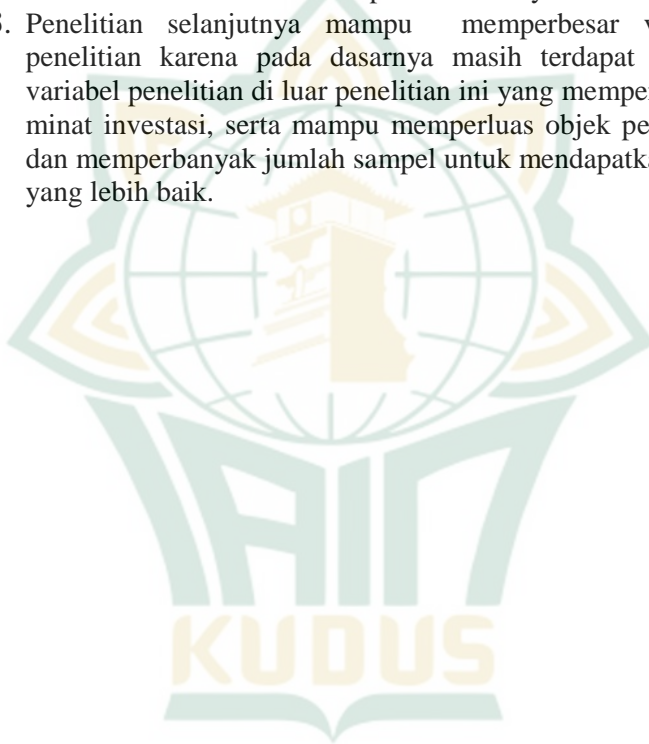 3. Penelitian selanjutnya mampu memperbesar
penelitian karena pada dasarnya masih terdapat
variabel penelitian di luar penelitian ini yang
minat investasi, serta mampu memperluas objek
dan memperbanyak jumlah sampel untuk
yang lebih baik.
IAIN
KUDUS